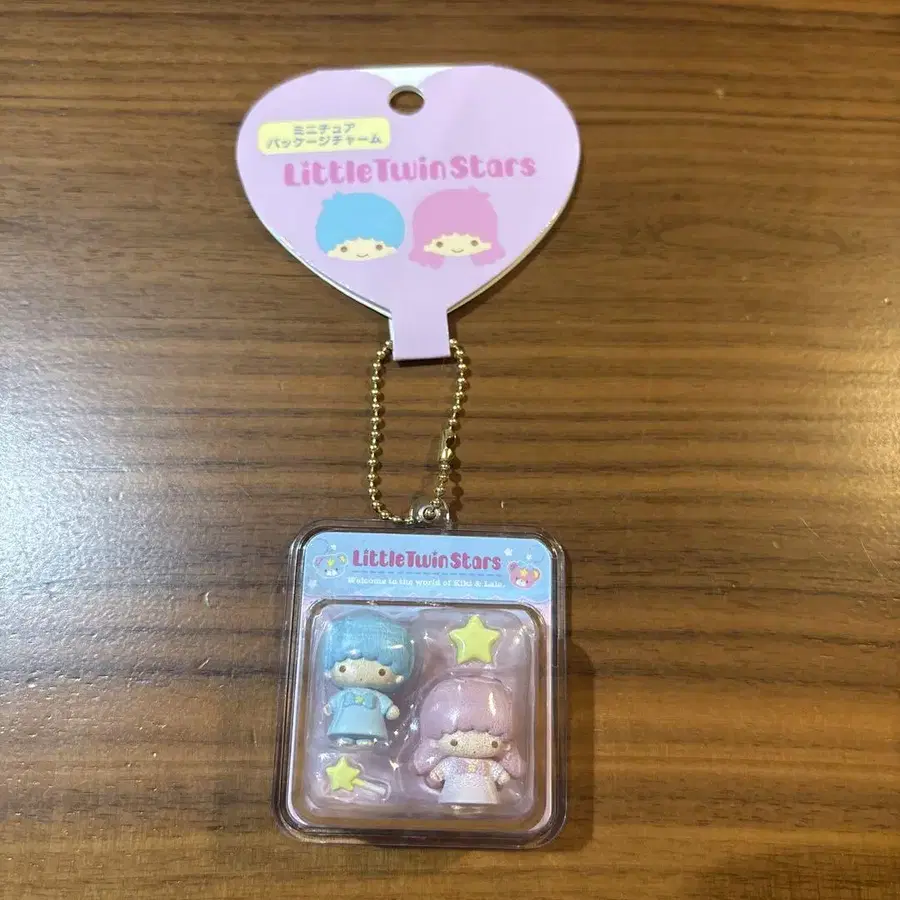 ミニチュア
パッケージチャーム
LittleTwinStars
LittleTwinStars
Welcome to the world of Kiki & Lala.